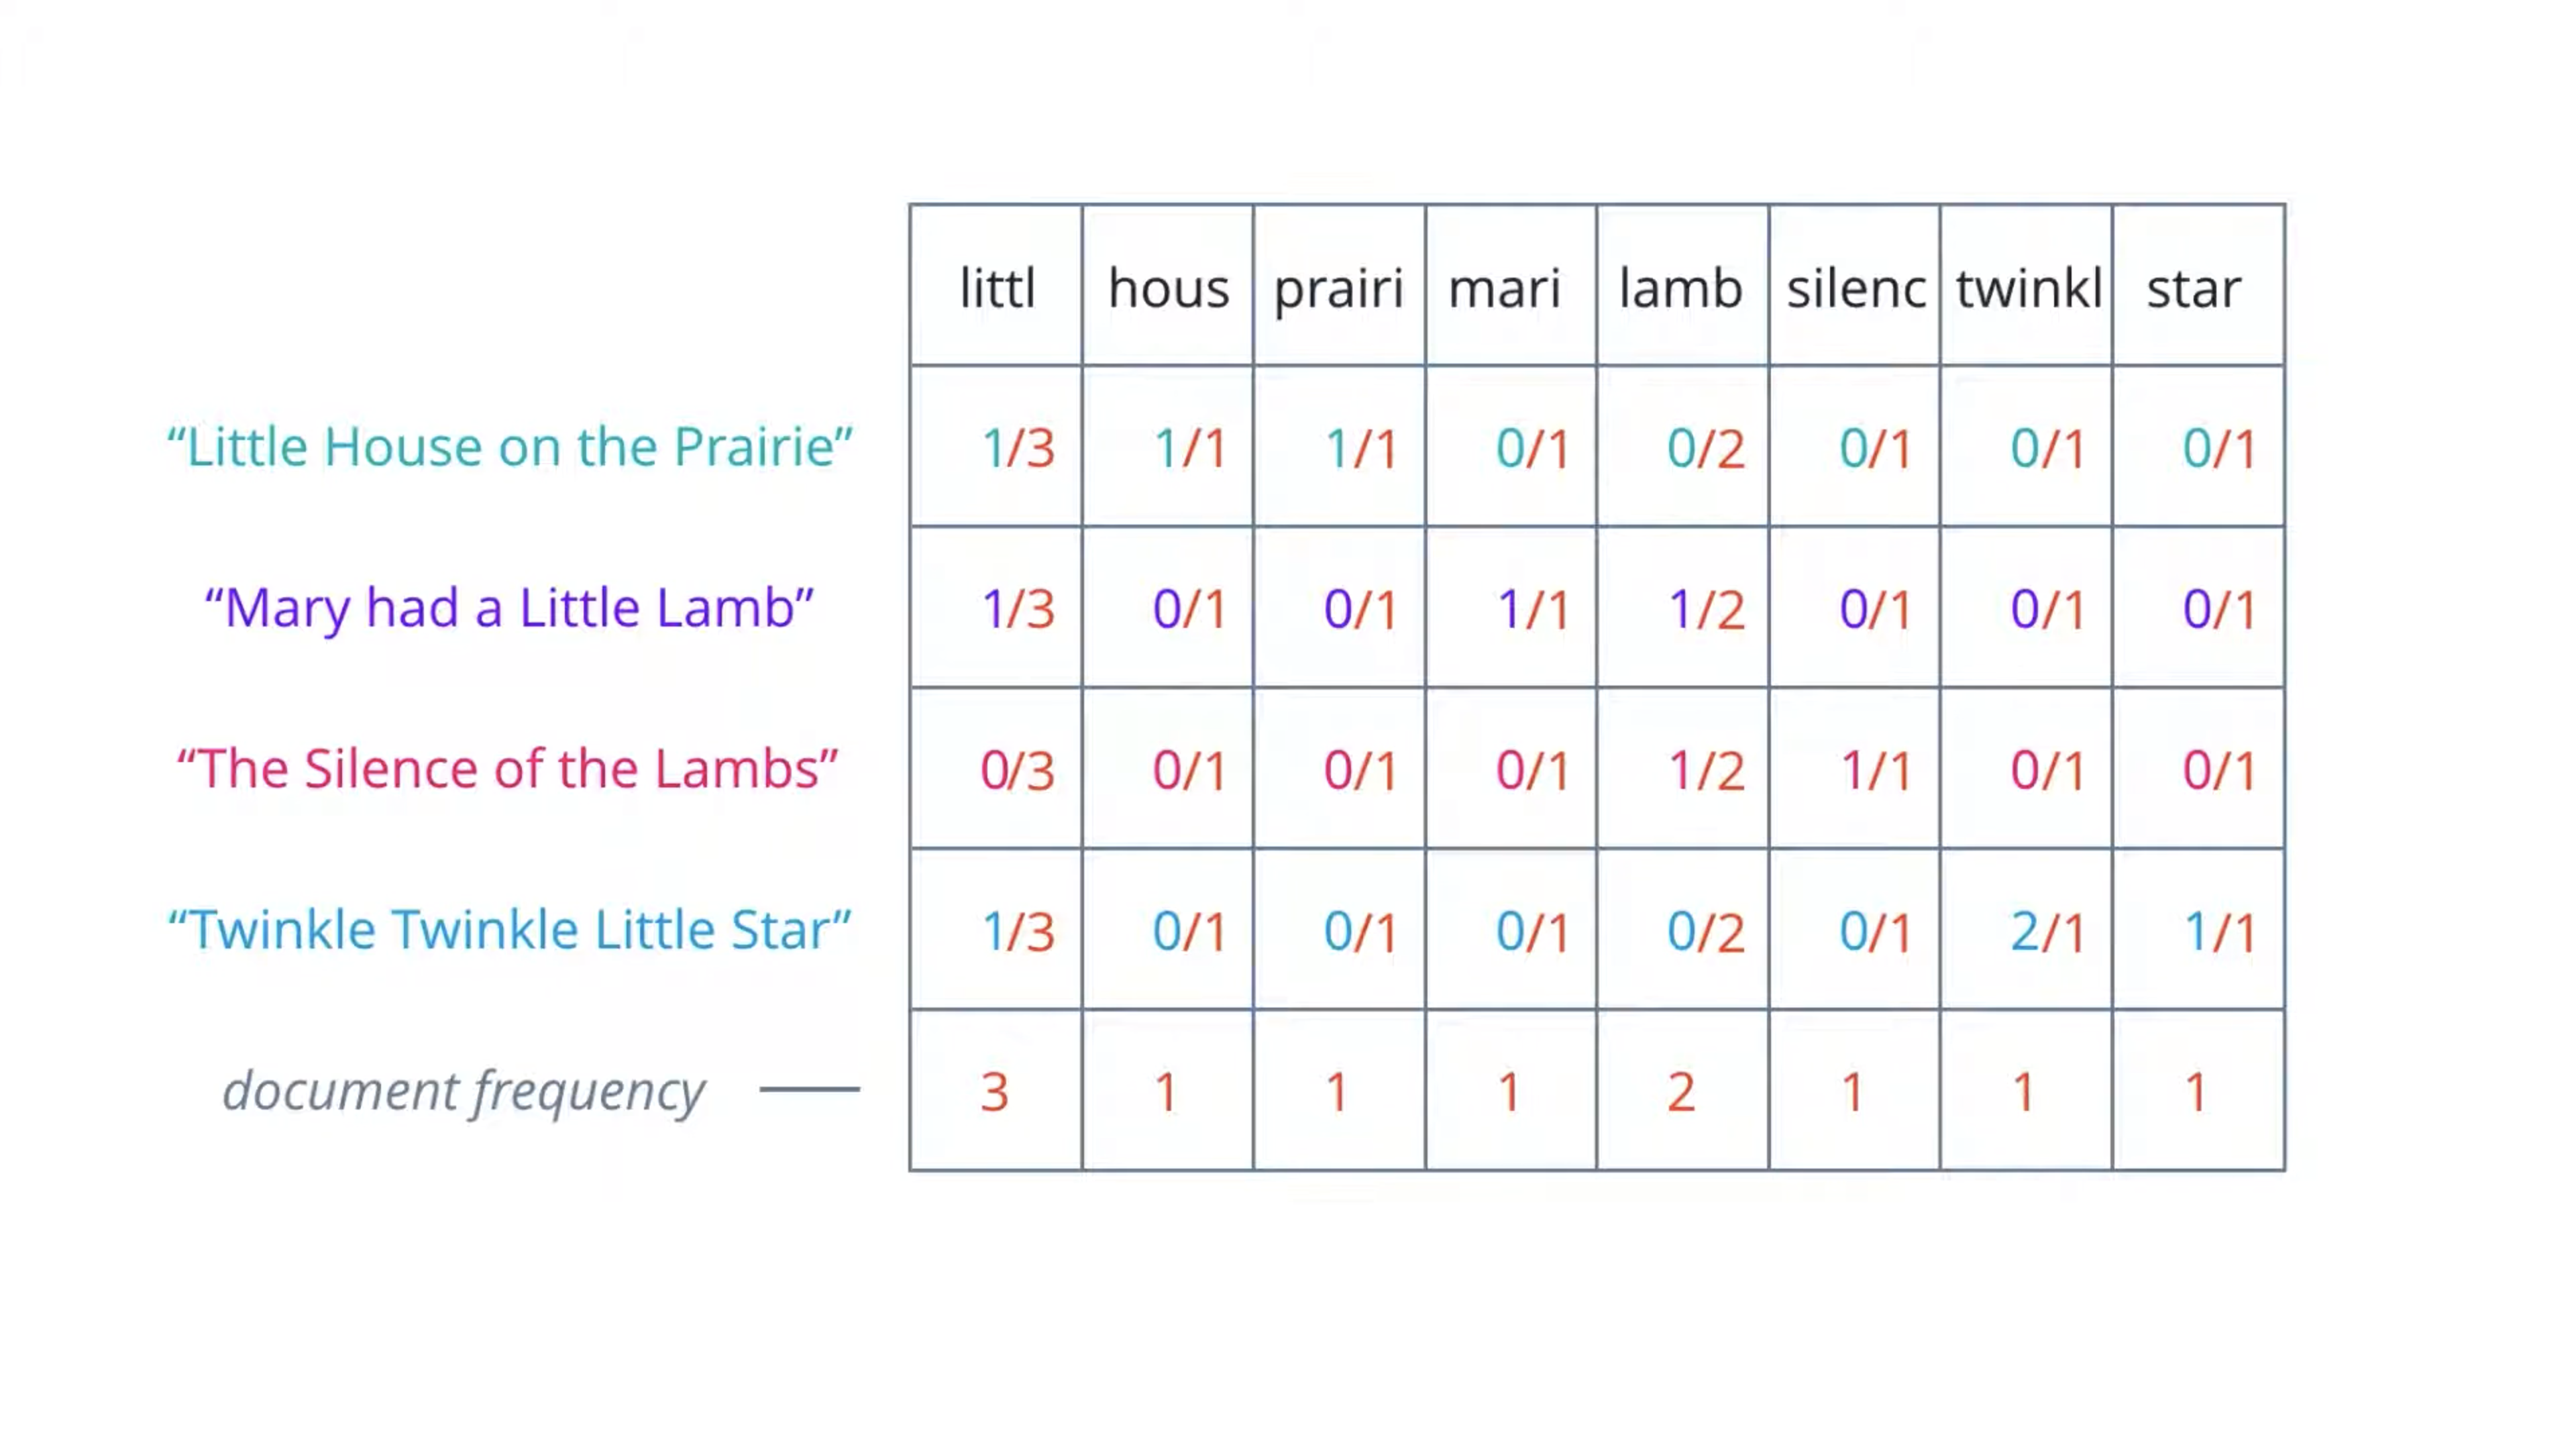 littl hous prairi mari lamb silenc twinkl star
“Little House on the Prairie” 1/3 1/1 1/1 0/1 0/2 0/1 0/1 0/1
“Mary had a Little Lamb” 1/3 0/1 0/1 1/1 1/2 0/1 0/1 0/1
“The Silence of the Lambs” 0/3 0/1 0/1 0/1 1/2 1/1 0/1 0/1
“Twinkle Twinkle Little Star” 1/3 0/1 0/1 0/1 0/2 0/1 2/1 1/1
document frequency 3 1 1 1 2 1 1 1